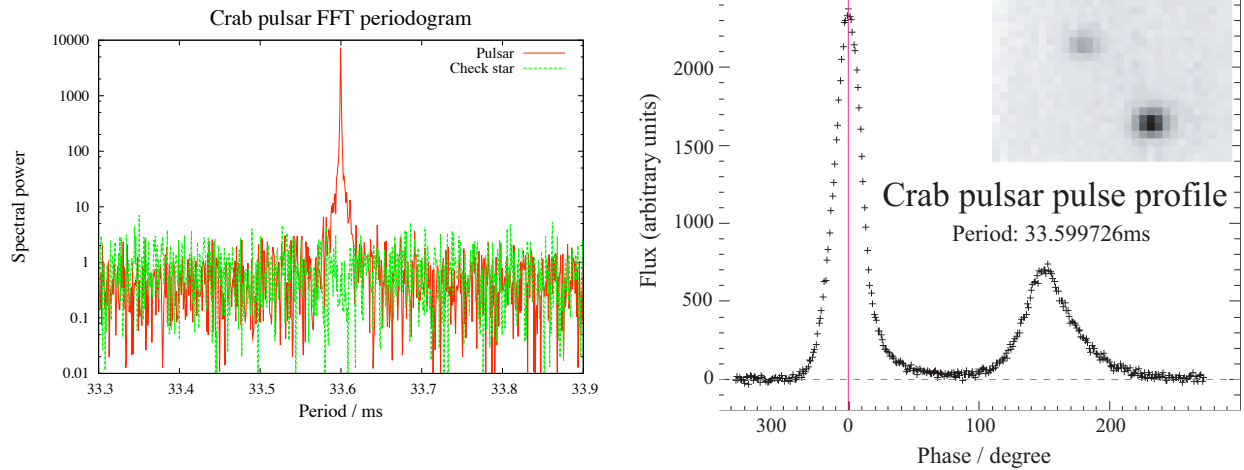 Crab pulsar FFT periodogram
Pulsar
Check star
10000
1000
100
10
1
0.1
0.01
Spectral power
33.3 33.4 33.5 33.6 33.7 33.8 33.9
Period / ms
2000
1500
1000
500
0
Flux (arbitrary units)
Crab pulsar pulse profile
Period: 33.599726ms
300 0 100 200
Phase / degree